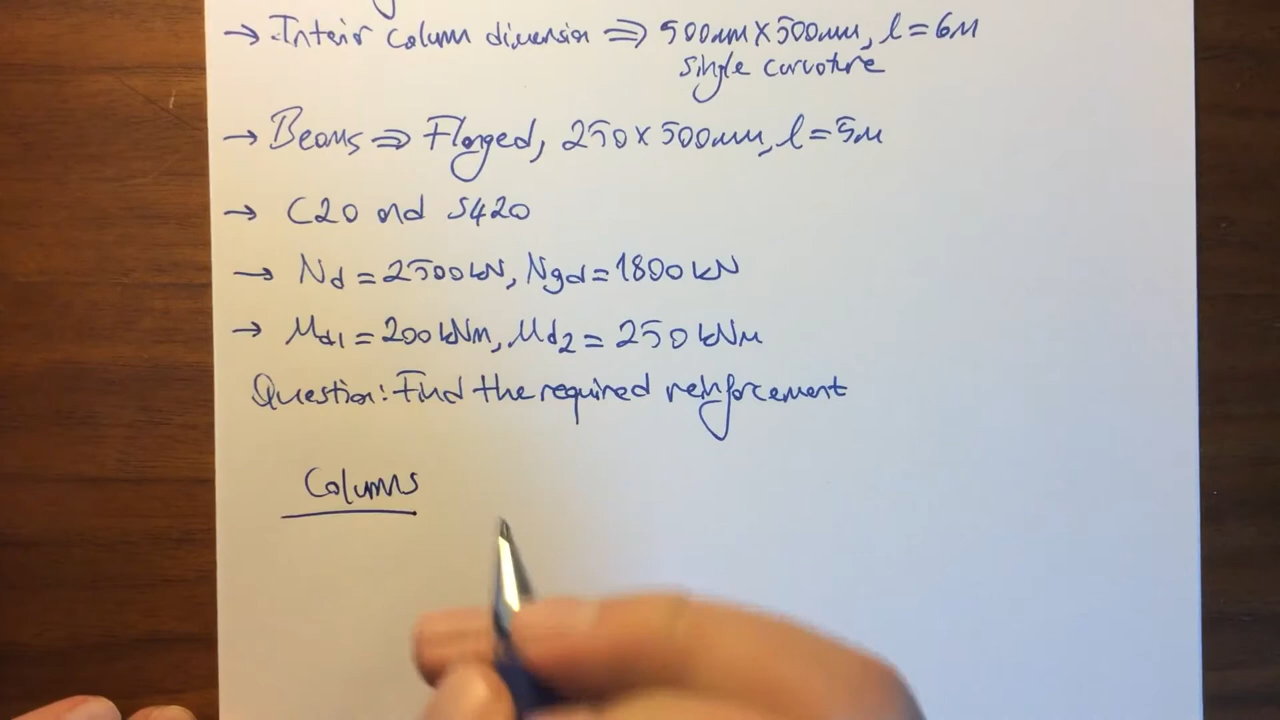 → Interior column dimension ⇒ 500mm X 500mm, l = 6m
single curvature
→ Beams ⇒ Flanged, 250 x 500mm, l = 5m
→ C20 and S420
→ Nd = 2500 kN, Ngd = 1800 kN
→ Md1 = 200 kNm, Md2 = 250 kNm
Question: Find the required reinforcement
Columns